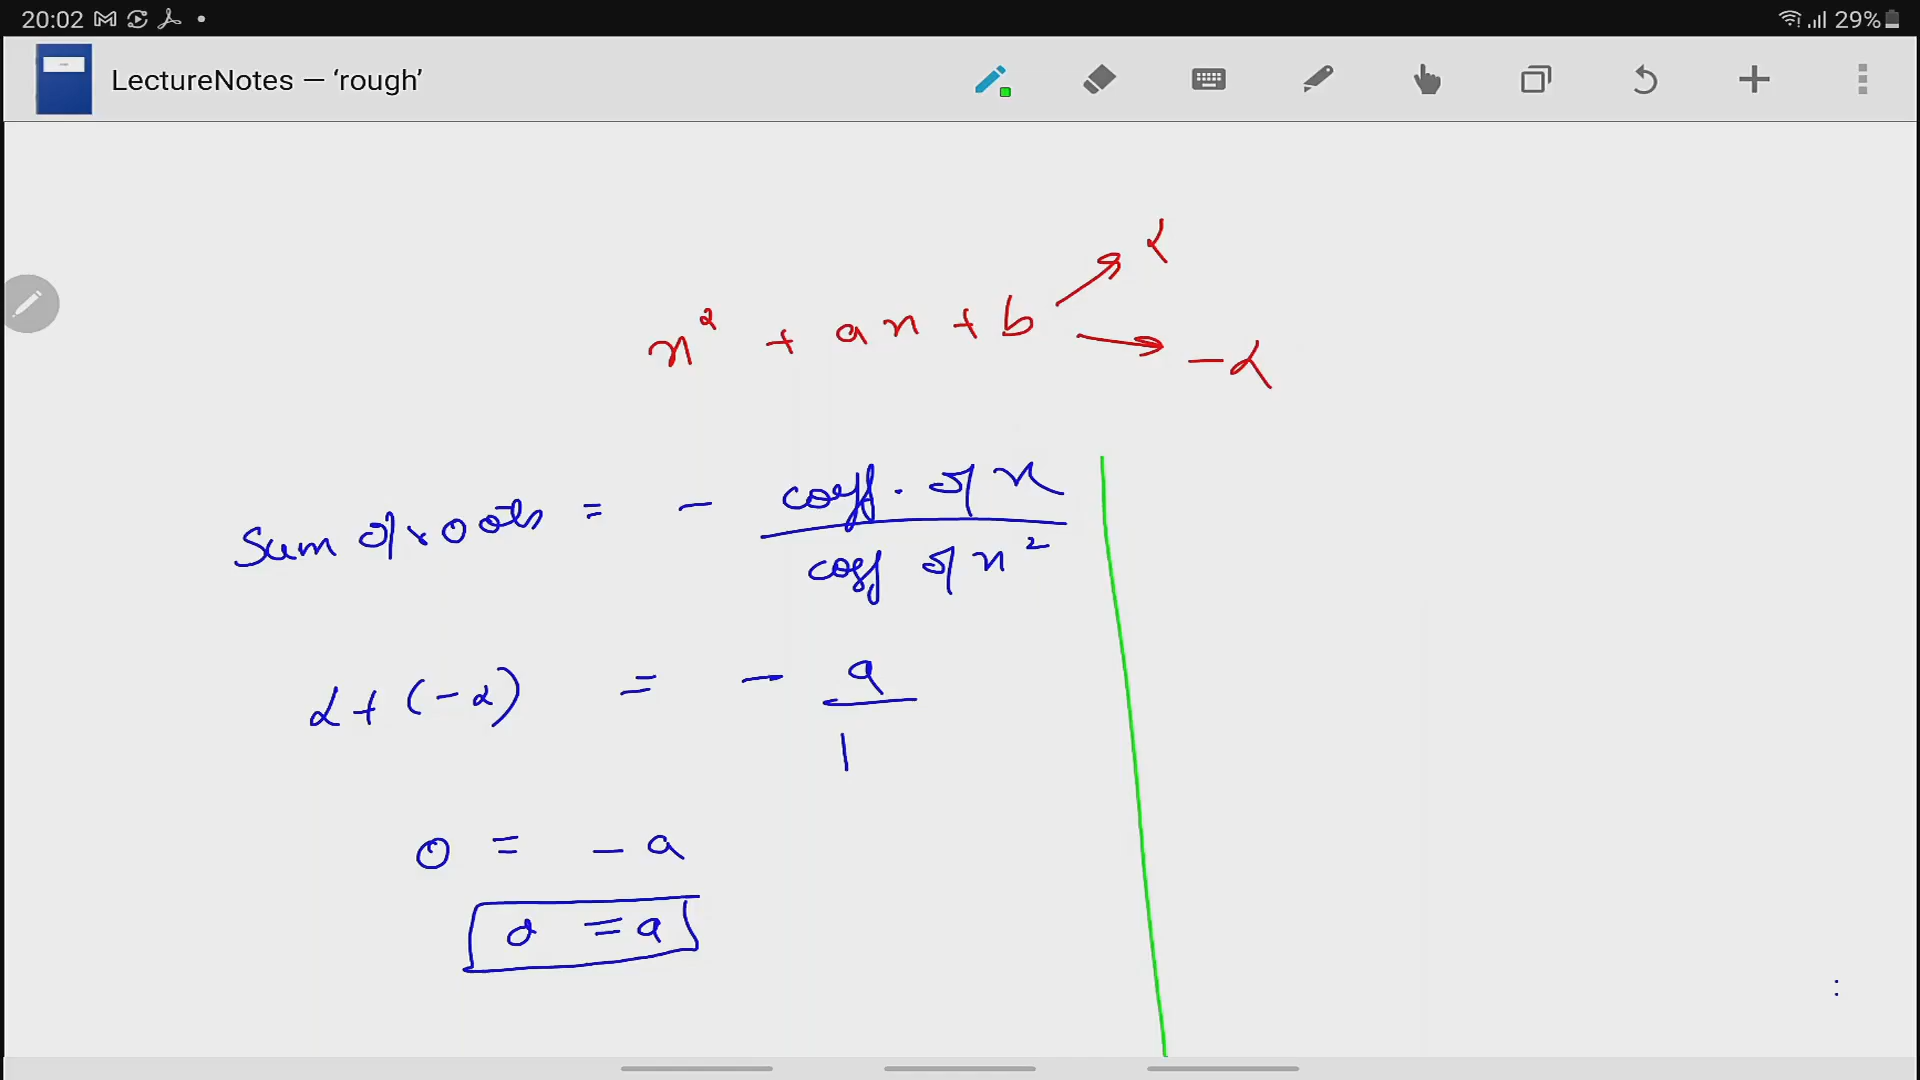 20:02 29%
LectureNotes — ‘rough’
α
x² + ax + b
-α
Sum of roots = - coeff. of x / coeff of x²
α + (-α) = - a / 1
0 = - a
0 = a